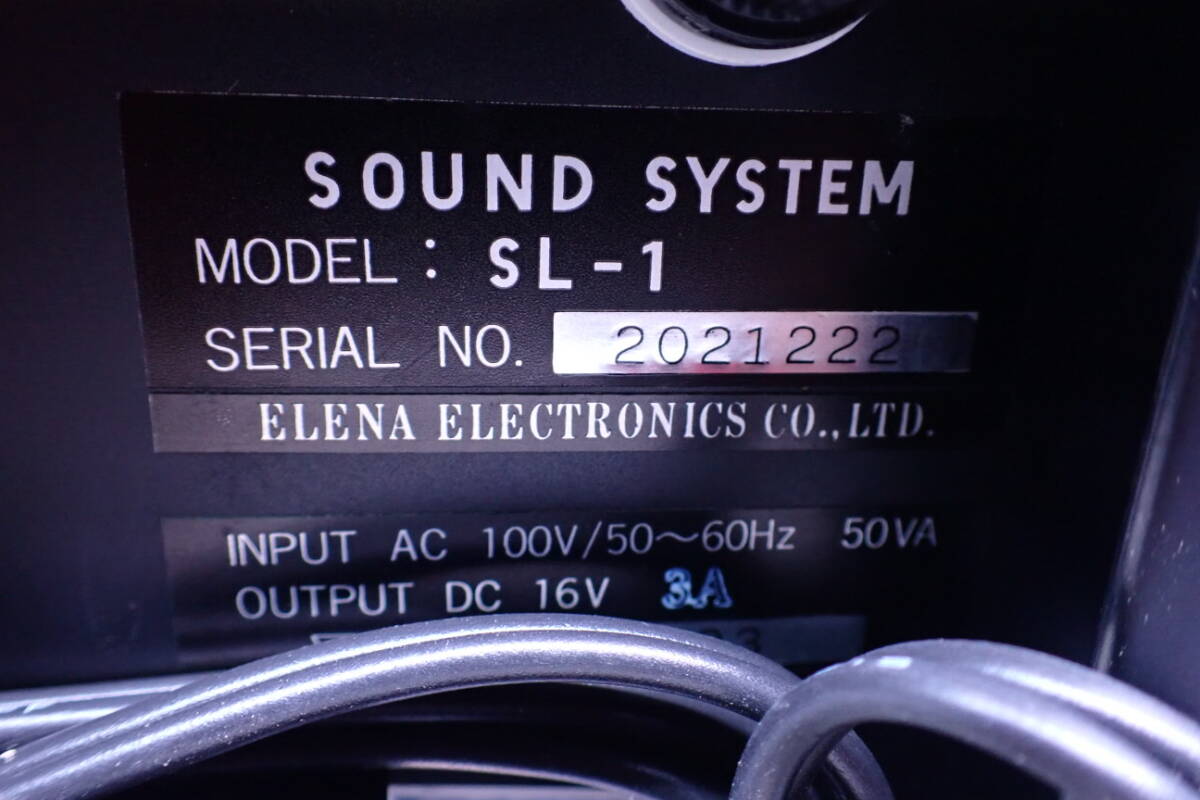 SOUND SYSTEM
MODEL : SL-1
SERIAL NO. 2021222
ELENA ELECTRONICS CO.,LTD.
INPUT AC 100V/50〜60Hz 50VA
OUTPUT DC 16V 3A